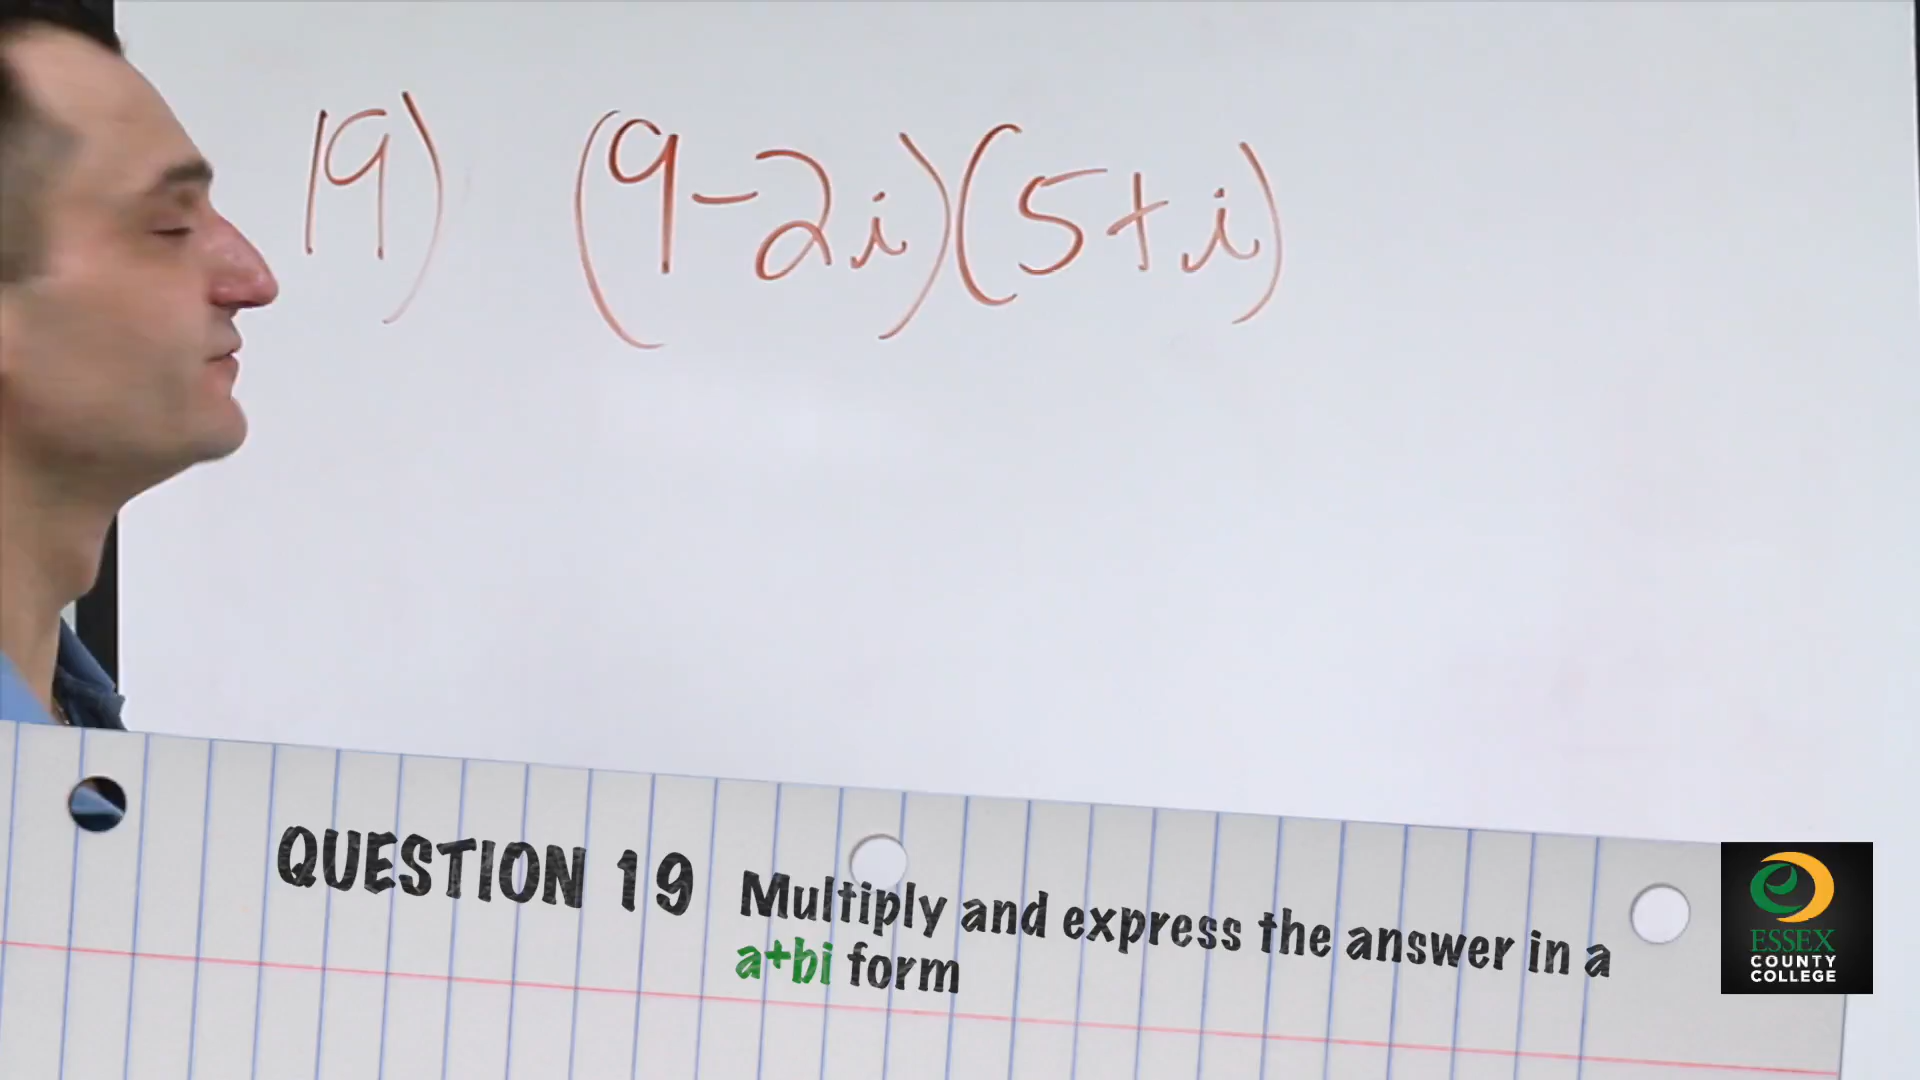 19) (9-2i)(5+i)
QUESTION 19
Multiply and express the answer in a
a+bi form
ESSEX
COUNTY
COLLEGE